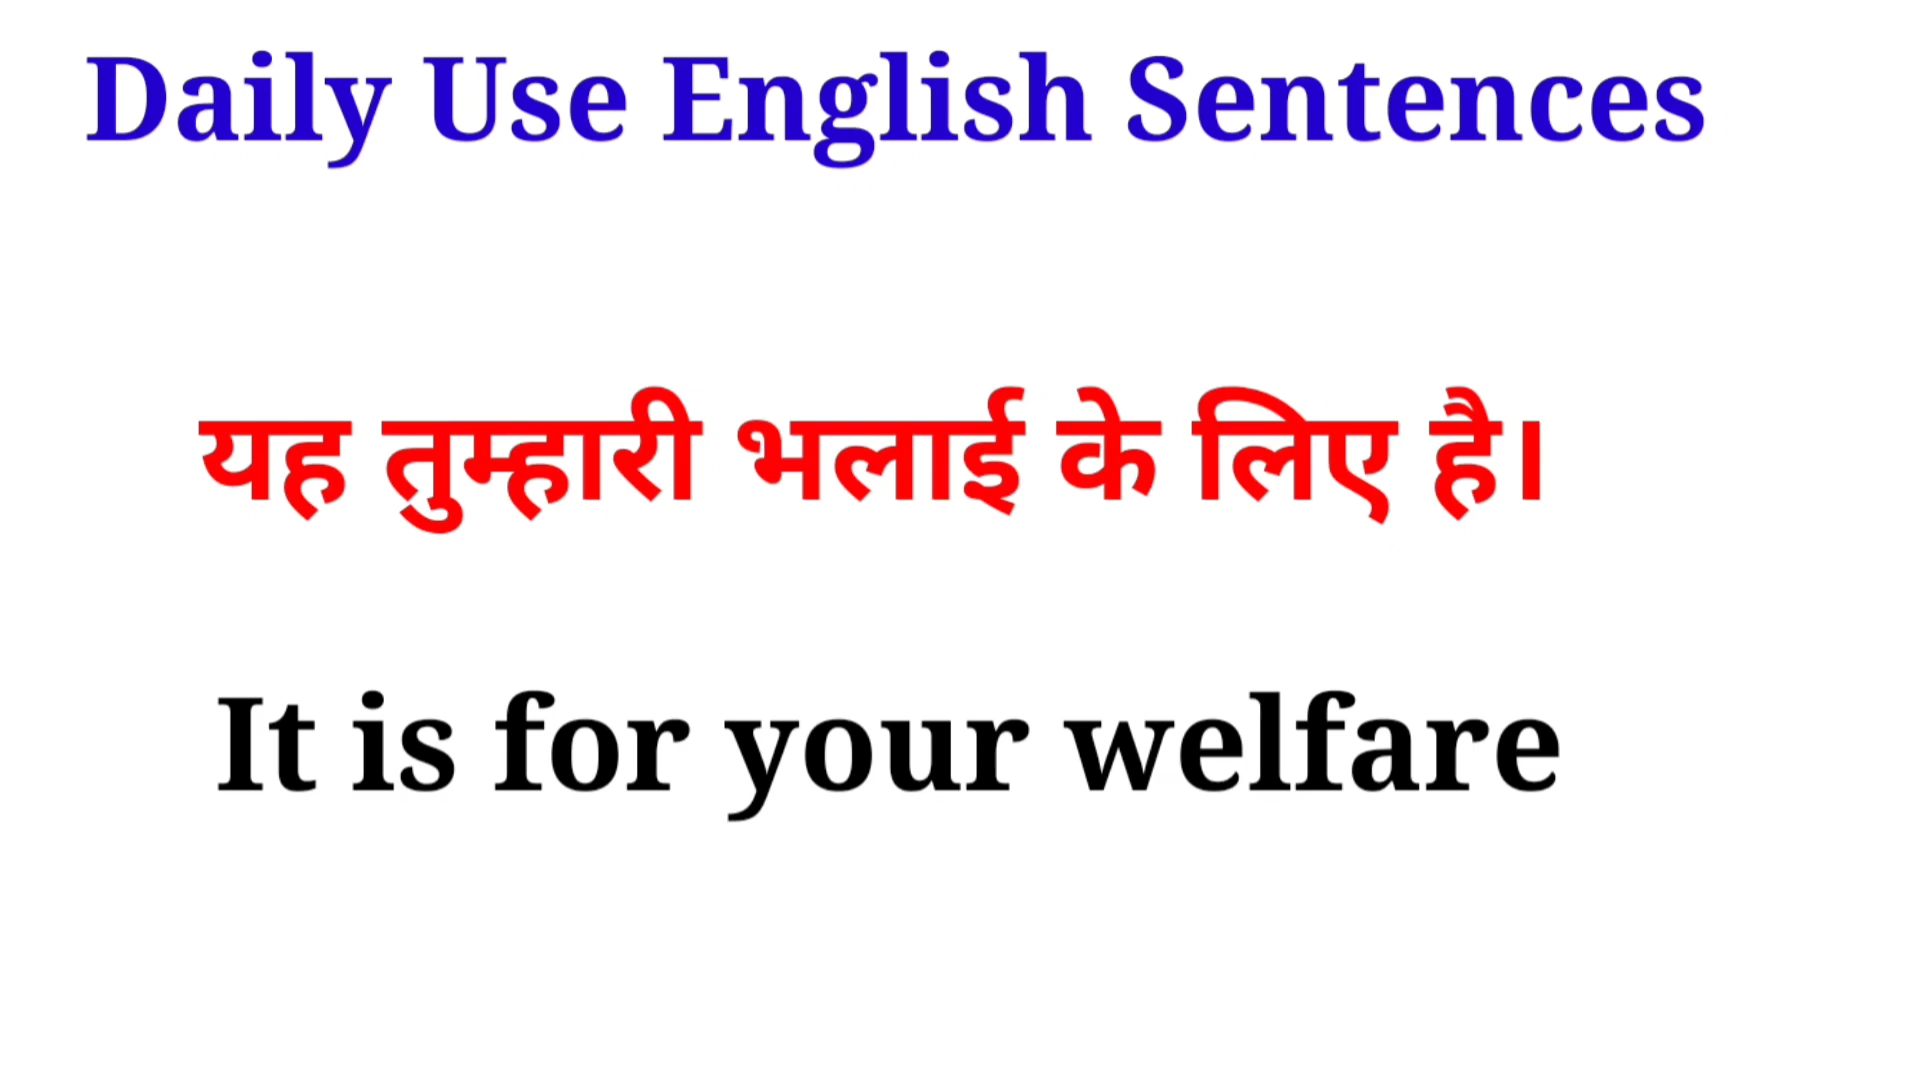 Daily Use English Sentences
यह तुम्हारी भलाई के लिए है।
It is for your welfare